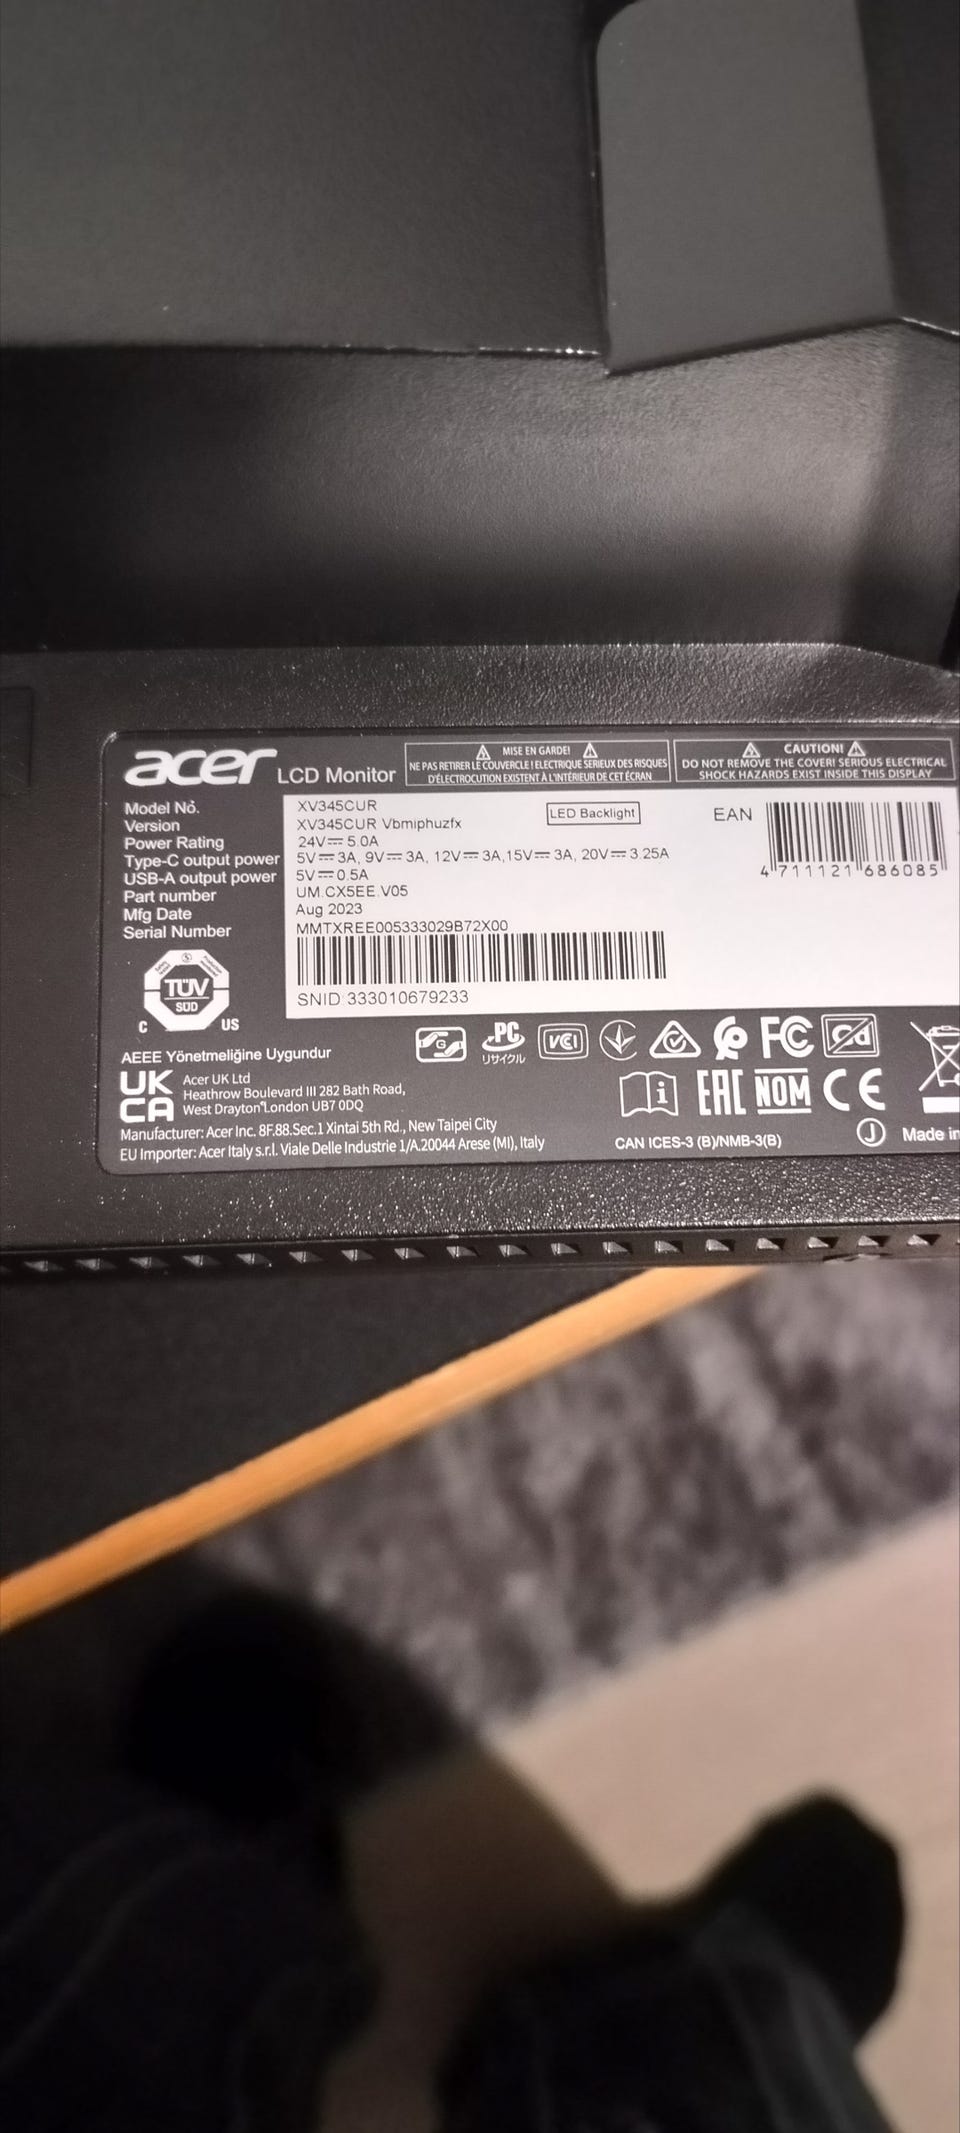 acer LCD Monitor
MISE EN GARDE!
NE PAS RETIRER LE COUVERCLE ! ELECTRIQUE SERIEUX DES RISQUES
D'ÉLECTROCUTION EXISTENT À L'INTÉRIEUR DE CET ÉCRAN
CAUTION!
DO NOT REMOVE THE COVER! SERIOUS ELECTRICAL
SHOCK HAZARDS EXIST INSIDE THIS DISPLAY
Model No. XV345CUR
Version XV345CUR Vbmiphuzfx
Power Rating 24V⎓5.0A
Type-C output power 5V⎓3A, 9V⎓3A, 12V⎓3A,15V⎓3A, 20V⎓3.25A
USB-A output power 5V⎓0.5A
Part number UM.CX5EE.V05
Mfg Date Aug 2023
Serial Number MMTXREE005333029B72X00
SNID:333010679233
LED Backlight
EAN
4 711121 686085
TÜV
SÜD
C US
G PC VCI FC
リサイクル
AEEE Yönetmeliğine Uygundur
UK
CA
Acer UK Ltd
Heathrow Boulevard III 282 Bath Road,
West Drayton London UB7 0DQ
i EAC NOM CE
Manufacturer: Acer Inc. 8F.88.Sec.1 Xintai 5th Rd., New Taipei City
EU Importer: Acer Italy s.r.l. Viale Delle Industrie 1/A.20044 Arese (MI), Italy
CAN ICES-3 (B)/NMB-3(B)
J Made in